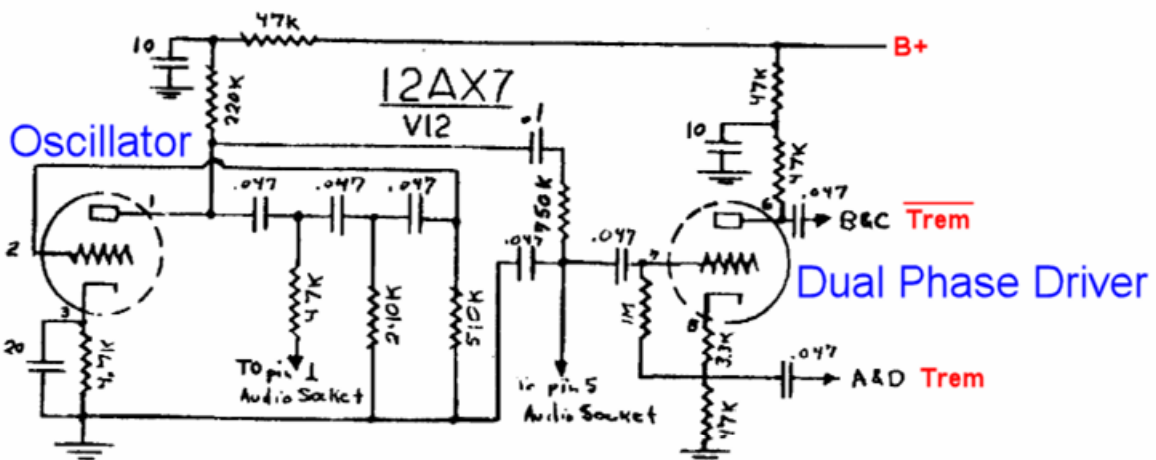 47K
B+
10
220K
12AX7
V12
.1
47K
10
47K
Oscillator
.047
.047
.047
750K
.047
.047
.047
1
2
3
6
7
8
B&C Trem
Dual Phase Driver
47K
240K
510K
1M
3.3K
.047
A&D Trem
20
4.7K
To pin 1
Audio Socket
To pin 5
Audio Socket
47K